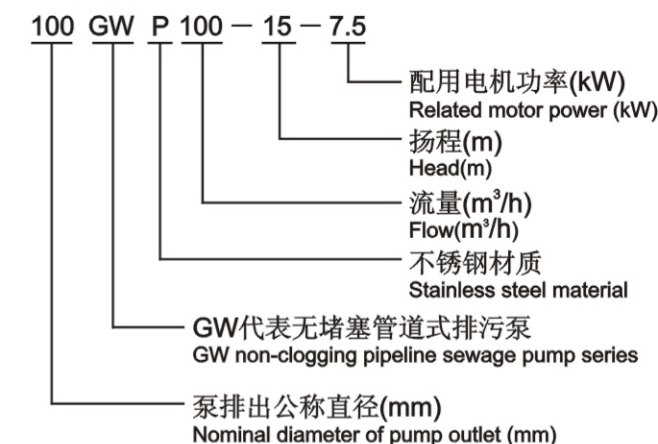 100 GW P 100 — 15 — 7.5
配用电机功率(kW)
Related motor power (kW)
扬程(m)
Head(m)
流量(m³/h)
Flow(m³/h)
不锈钢材质
Stainless steel material
GW代表无堵塞管道式排污泵
GW non-clogging pipeline sewage pump series
泵排出公称直径(mm)
Nominal diameter of pump outlet (mm)